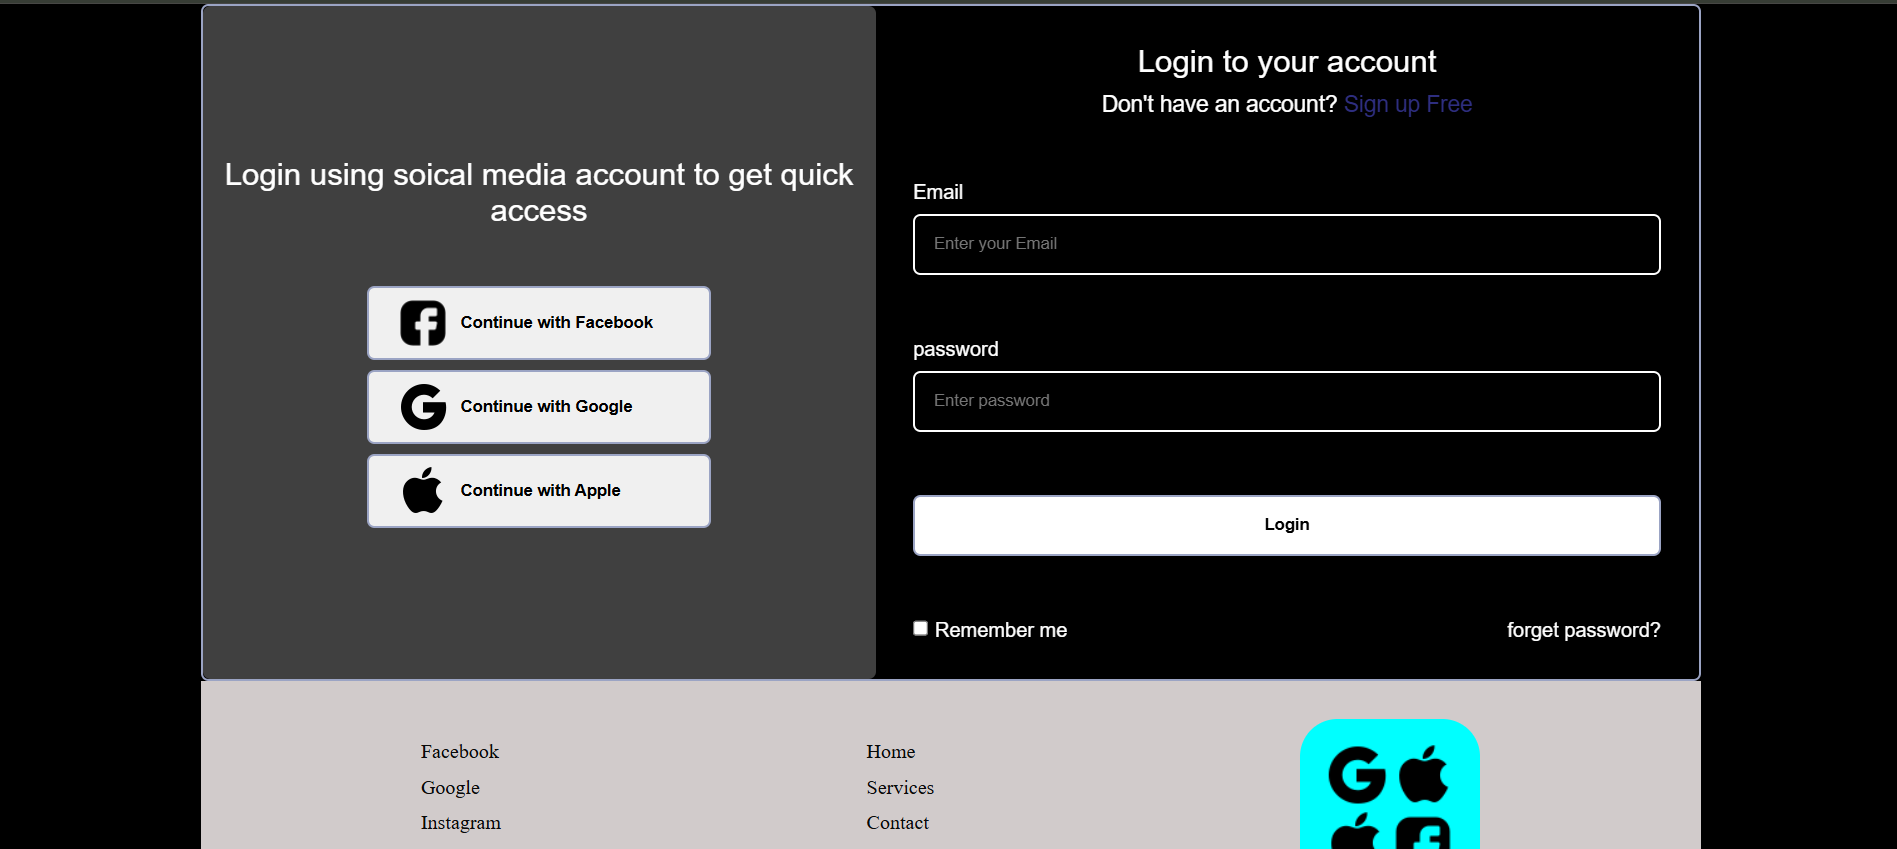 Login using soical media account to get quick
access
Continue with Facebook
Continue with Google
Continue with Apple
Login to your account
Don't have an account? Sign up Free
Email
Enter your Email
password
Enter password
Login
Remember me
forget password?
Facebook
Google
Instagram
Home
Services
Contact